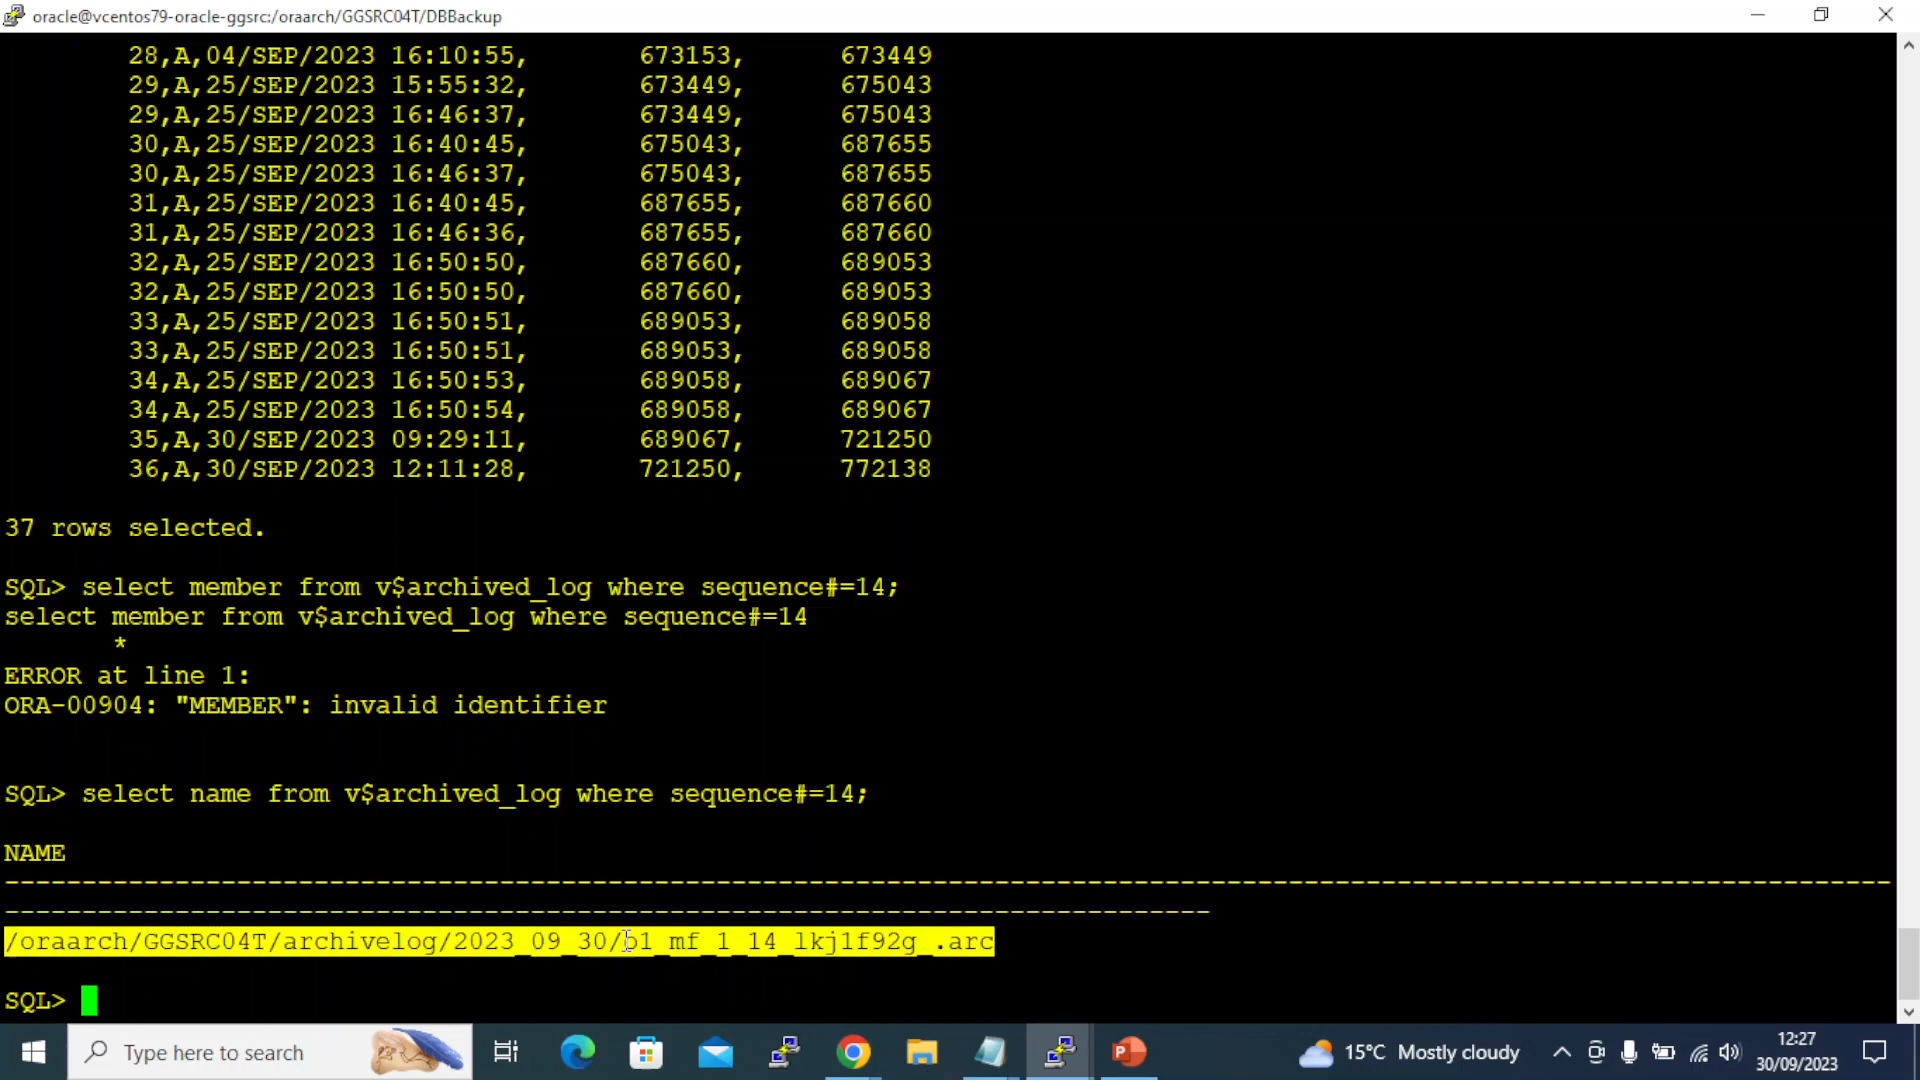 oracle@vcentos79-oracle-ggsrc:/oraarch/GGSRC04T/DBBackup
28,A,04/SEP/2023 16:10:55, 673153, 673449
29,A,25/SEP/2023 15:55:32, 673449, 675043
29,A,25/SEP/2023 16:46:37, 673449, 675043
30,A,25/SEP/2023 16:40:45, 675043, 687655
30,A,25/SEP/2023 16:46:37, 675043, 687655
31,A,25/SEP/2023 16:40:45, 687655, 687660
31,A,25/SEP/2023 16:46:36, 687655, 687660
32,A,25/SEP/2023 16:50:50, 687660, 689053
32,A,25/SEP/2023 16:50:50, 687660, 689053
33,A,25/SEP/2023 16:50:51, 689053, 689058
33,A,25/SEP/2023 16:50:51, 689053, 689058
34,A,25/SEP/2023 16:50:53, 689058, 689067
34,A,25/SEP/2023 16:50:54, 689058, 689067
35,A,30/SEP/2023 09:29:11, 689067, 721250
36,A,30/SEP/2023 12:11:28, 721250, 772138
37 rows selected.
SQL> select member from v$archived_log where sequence#=14;
select member from v$archived_log where sequence#=14
*
ERROR at line 1:
ORA-00904: "MEMBER": invalid identifier
SQL> select name from v$archived_log where sequence#=14;
NAME
--------------------------------------------------------------------------------------------------------------------------
------------------------------------------------------------------------------
/oraarch/GGSRC04T/archivelog/2023_09_30/o1_mf_1_14_lkj1f92g_.arc
SQL>
Type here to search
15°C Mostly cloudy
12:27
30/09/2023